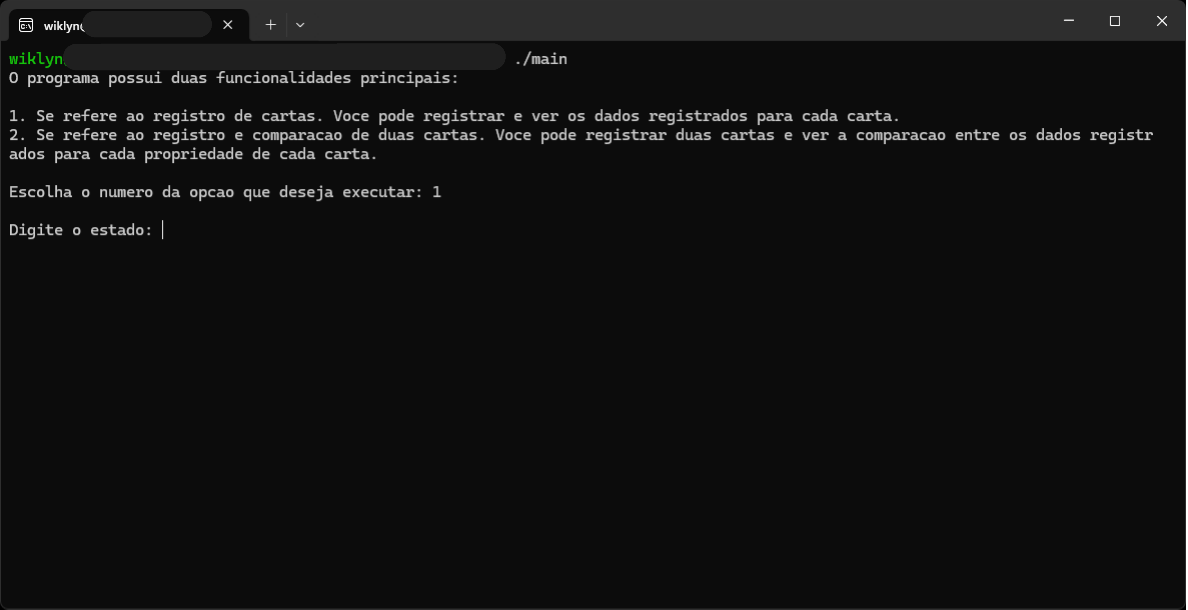 wiklyn
wiklyn ./main
O programa possui duas funcionalidades principais:
1. Se refere ao registro de cartas. Voce pode registrar e ver os dados registrados para cada carta.
2. Se refere ao registro e comparacao de duas cartas. Voce pode registrar duas cartas e ver a comparacao entre os dados registr
ados para cada propriedade de cada carta.
Escolha o numero da opcao que deseja executar: 1
Digite o estado: